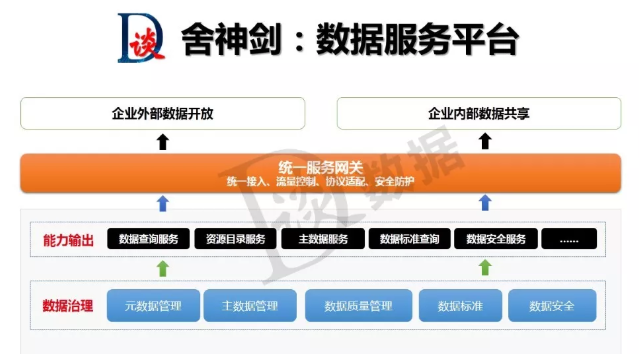 D谈
舍神剑：数据服务平台
企业外部数据开放
企业内部数据共享
统一服务网关
统一接入、流量控制、协议适配、安全防护
能力输出
数据查询服务
资源目录服务
主数据服务
数据标准查询
数据安全服务
......
数据治理
元数据管理
主数据管理
数据质量管理
数据标准
数据安全
D谈数据